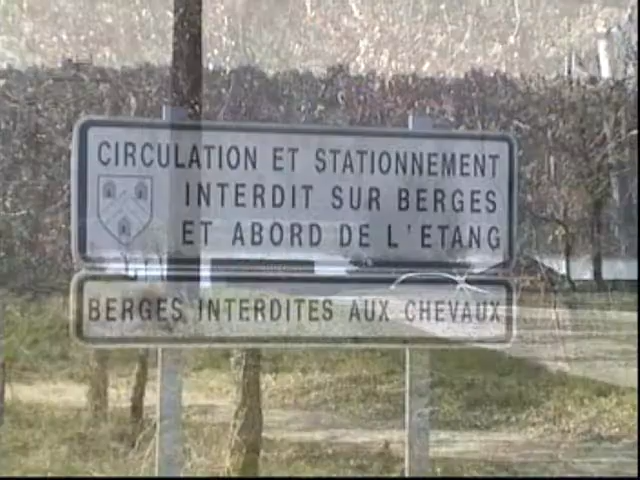 CIRCULATION ET STATIONNEMENT
INTERDIT SUR BERGES
ET ABORD DE L'ETANG
BERGES INTERDITES AUX CHEVAUX